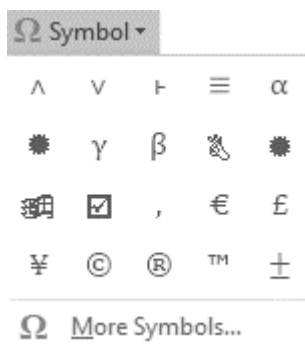 Ω Symbol
∧ ∨ ⊦ ≡ α
✹ γ β ✹
☑ , € £
¥ © ® ™ ±
Ω More Symbols...